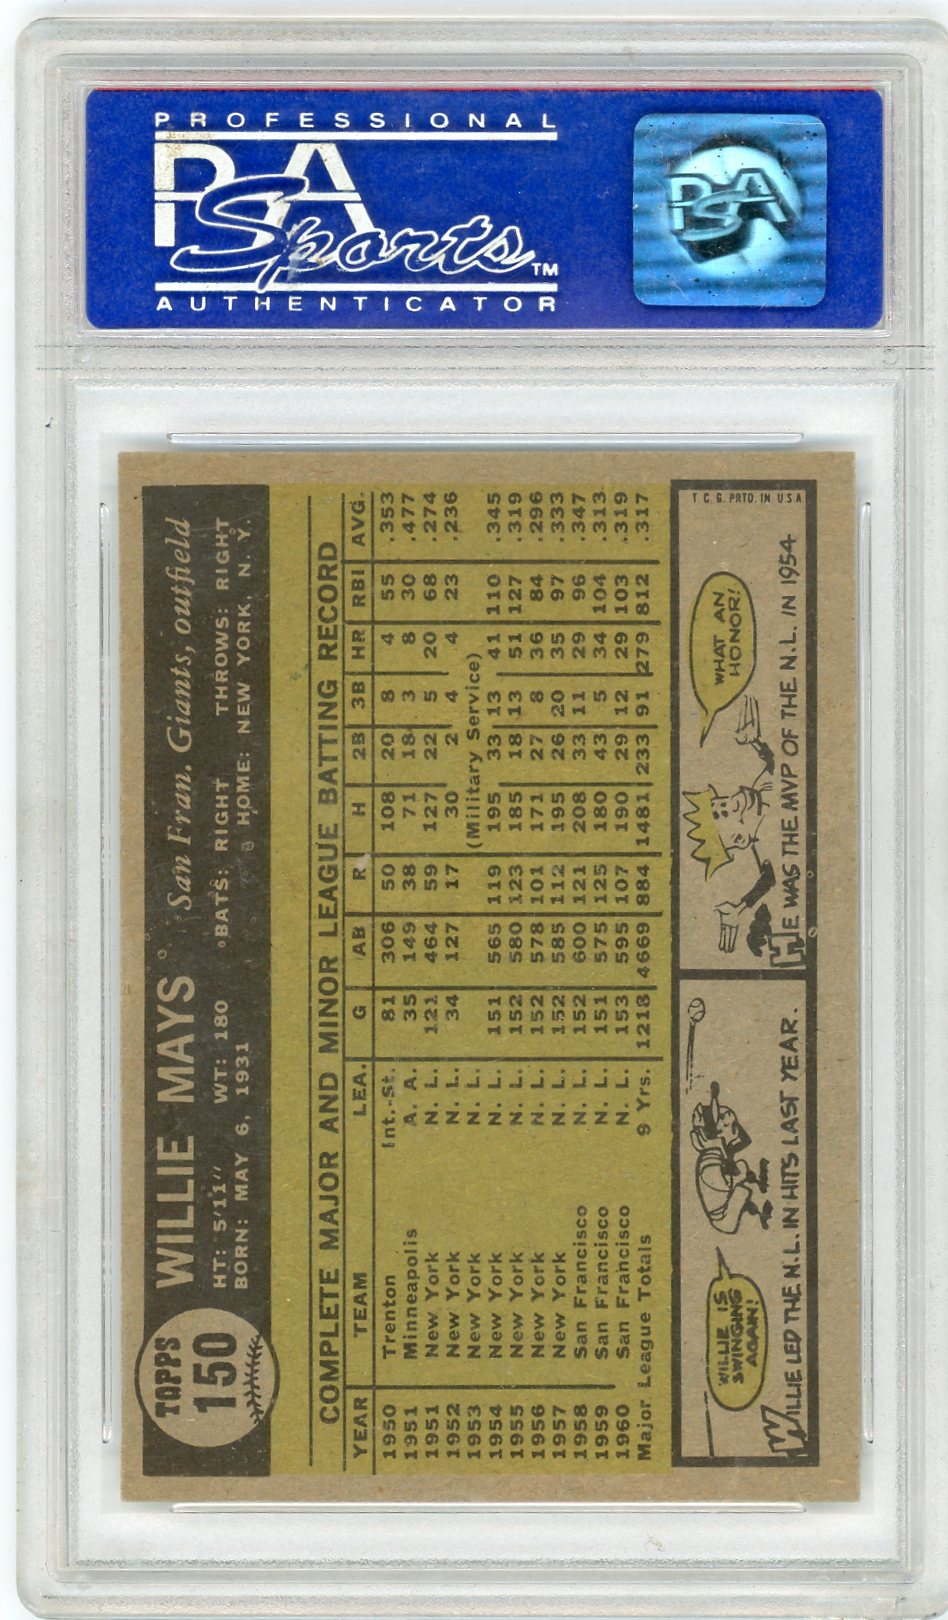 PROFESSIONAL
PSA
Sports™
AUTHENTICATOR
PSA
TOPPS
150
WILLIE MAYS San Fran. Giants, outfield
HT: 5'11" WT: 180 BATS: RIGHT THROWS: RIGHT
BORN: MAY 6, 1931 HOME: NEW YORK, N. Y.
COMPLETE MAJOR AND MINOR LEAGUE BATTING RECORD
YEAR TEAM LEA. G AB R H 2B 3B HR RBI AVG.
1950 Trenton Int.-St. 81 306 50 108 20 8 4 55 .353
1951 Minneapolis A. A. 35 149 38 71 18 3 8 30 .477
1951 New York N. L. 121 464 59 127 22 5 20 68 .274
1952 New York N. L. 34 127 17 30 2 4 4 23 .236
1953 New York N. L. (Military Service)
1954 New York N. L. 151 565 119 195 33 13 41 110 .345
1955 New York N. L. 152 580 123 185 18 13 51 127 .319
1956 New York N. L. 152 578 101 171 27 8 36 84 .296
1957 New York N. L. 152 585 112 195 26 20 35 97 .333
1958 San Francisco N. L. 152 600 121 208 33 11 29 96 .347
1959 San Francisco N. L. 151 575 125 180 43 5 34 104 .313
1960 San Francisco N. L. 153 595 107 190 29 12 29 103 .319
Major League Totals 9 Yrs. 1218 4669 884 1481 233 91 279 812 .317
WILLIE IS
SWINGING
AGAIN!
WILLIE LED THE N.L. IN HITS LAST YEAR.
WHAT AN
HONOR!
HE WAS THE MVP OF THE N.L. IN 1954
T.C.G. PRTD. IN U.S.A.